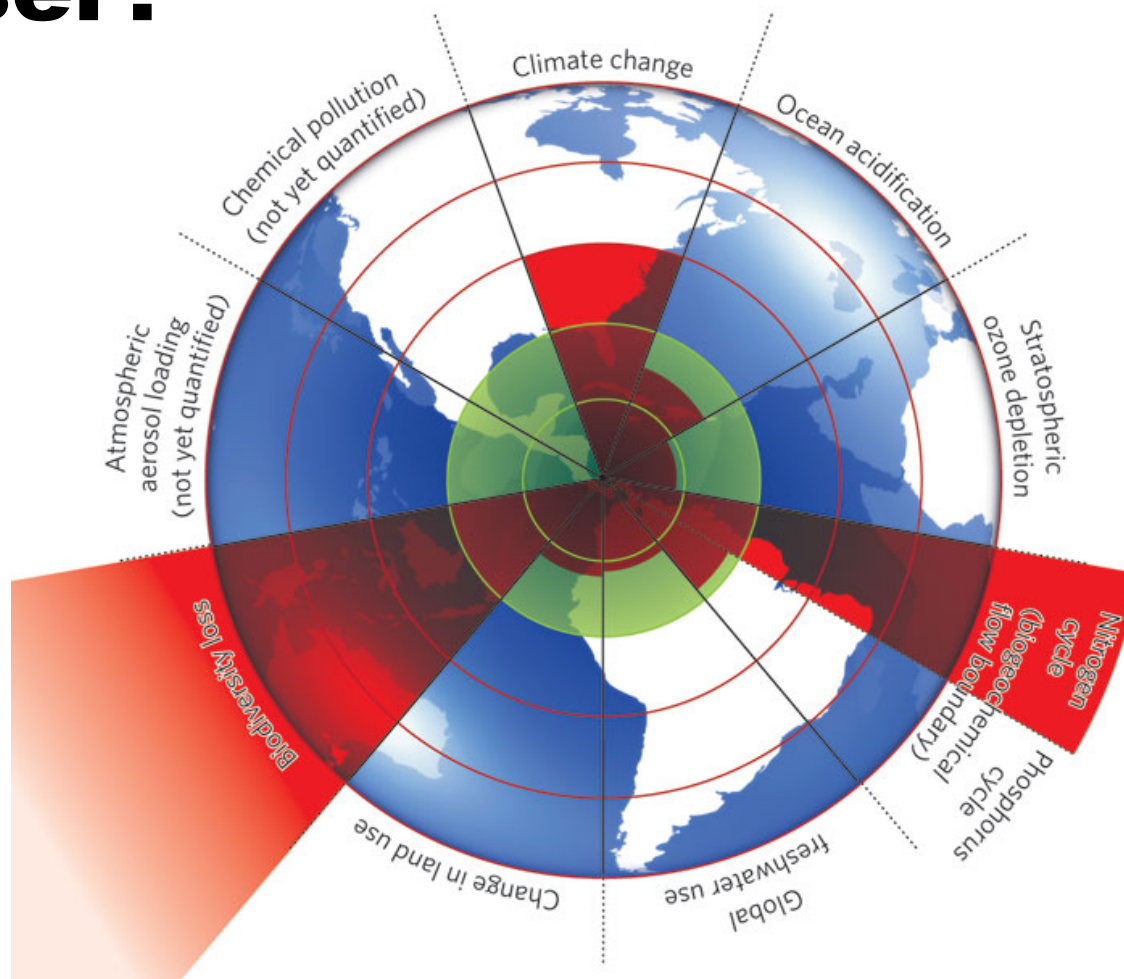 Climate change
Ocean acidification
Stratospheric
ozone depletion
Nitrogen
cycle
(biogeochemical
flow boundary)
Phosphorus
cycle
Global
freshwater use
Change in land use
Biodiversity loss
Atmospheric
aerosol loading
(not yet quantified)
Chemical pollution
(not yet quantified)